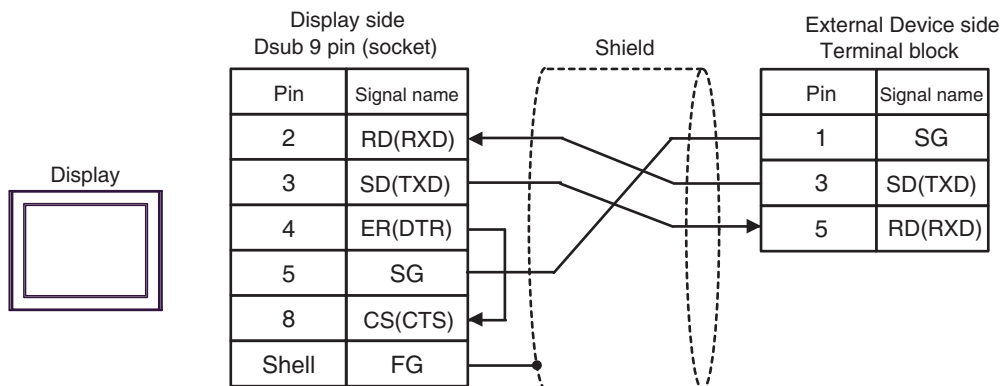 Display side
Dsub 9 pin (socket)
Shield
External Device side
Terminal block
Display
Pin Signal name
2 RD(RXD)
3 SD(TXD)
4 ER(DTR)
5 SG
8 CS(CTS)
Shell FG
Pin Signal name
1 SG
3 SD(TXD)
5 RD(RXD)